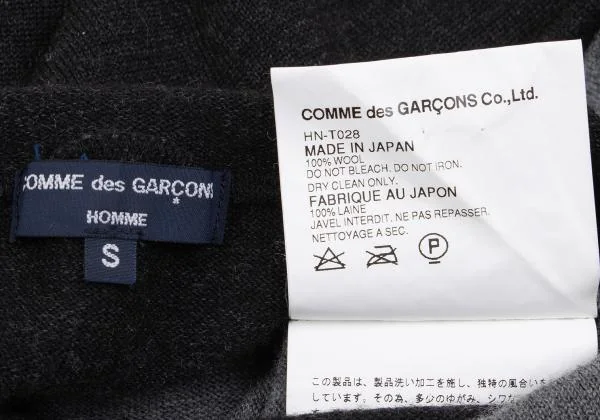 COMME des GARÇONS
HOMME
S
COMME des GARÇONS Co.,Ltd.
HN-T028
MADE IN JAPAN
100% WOOL
DO NOT BLEACH. DO NOT IRON.
DRY CLEAN ONLY.
FABRIQUE AU JAPON
100% LAINE
JAVEL INTERDIT. NE PAS REPASSER.
NETTOYAGE A SEC.
P
この製品は、製品洗い加工を施し、独特の風合いを
しています。その為、多少のゆがみ、シワな